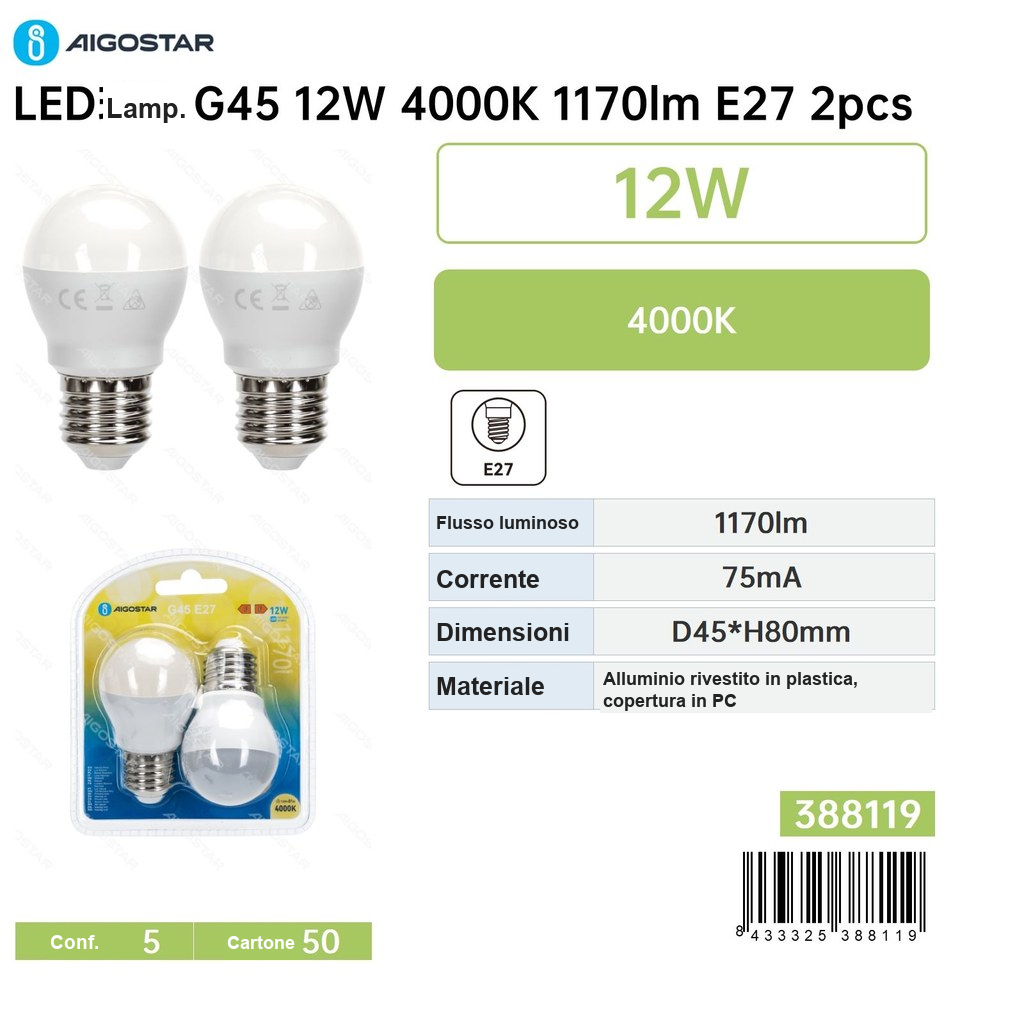 AIGOSTAR
LED Lamp. G45 12W 4000K 1170lm E27 2pcs
12W
4000K
E27
Flusso luminoso 1170lm
Corrente 75mA
Dimensioni D45*H80mm
Materiale Alluminio rivestito in plastica,
copertura in PC
AIGOSTAR G45 E27 12W
4000K
388119
8 433325 388119
Conf. 5 Cartone 50